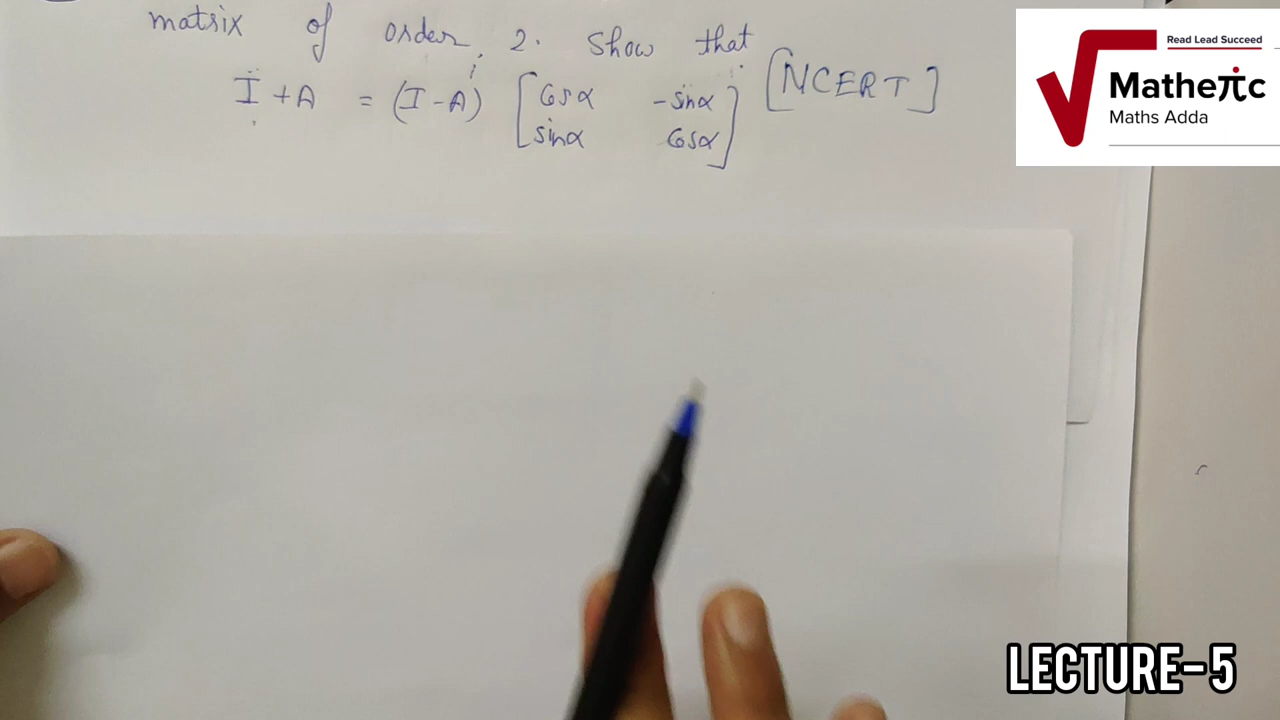 matrix of order 2. Show that
I + A = (I - A) [cosα -sinα [NCERT]
sinα cosα]
Read Lead Succeed
Matheπc
Maths Adda
LECTURE-5